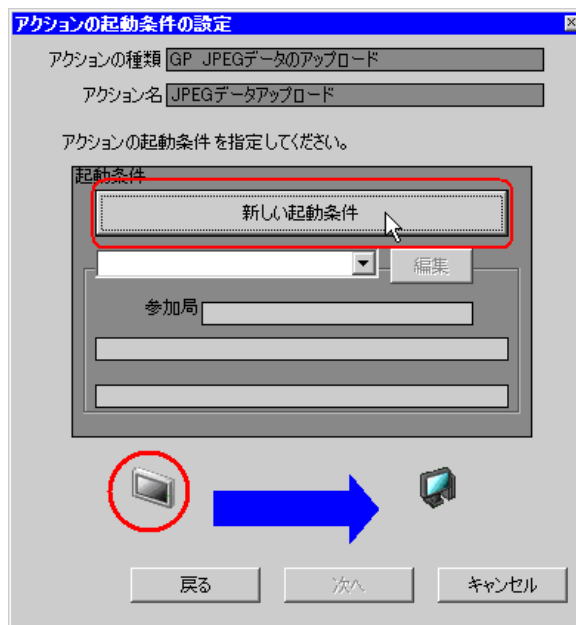 アクションの起動条件の設定
アクションの種類 GP JPEGデータのアップロード
アクション名 JPEGデータアップロード
アクションの起動条件を指定してください。
起動条件
新しい起動条件
編集
参加局
戻る 次へ キャンセル